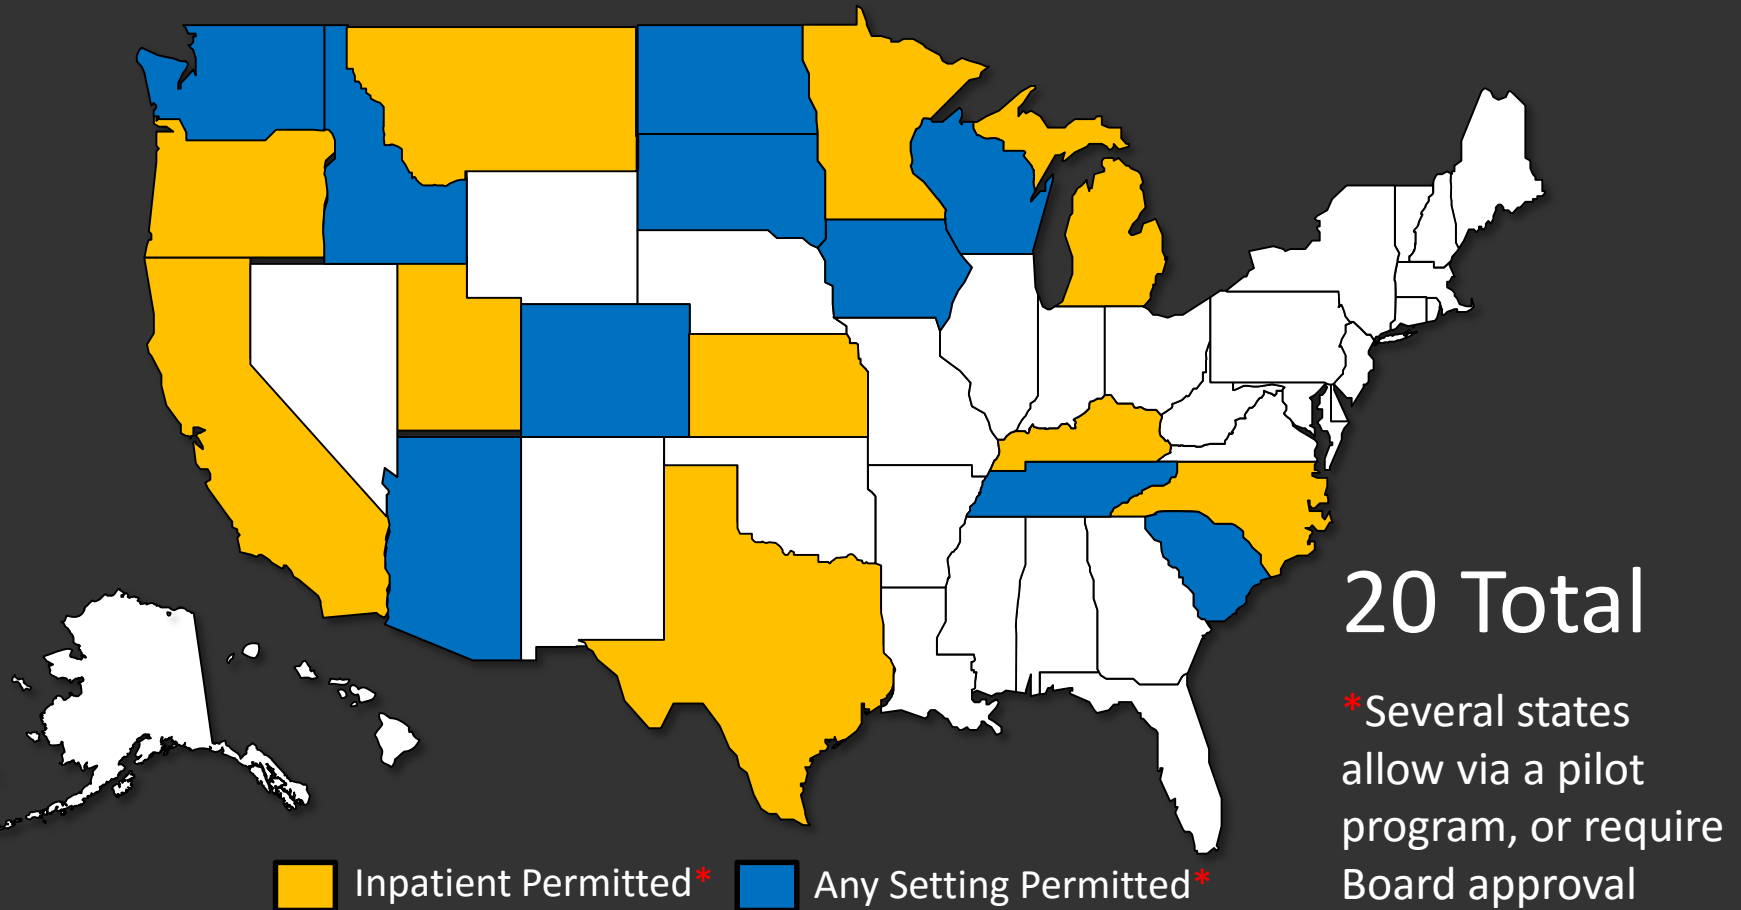 20 Total
*Several states
allow via a pilot
program, or require
Board approval
Inpatient Permitted*
Any Setting Permitted*